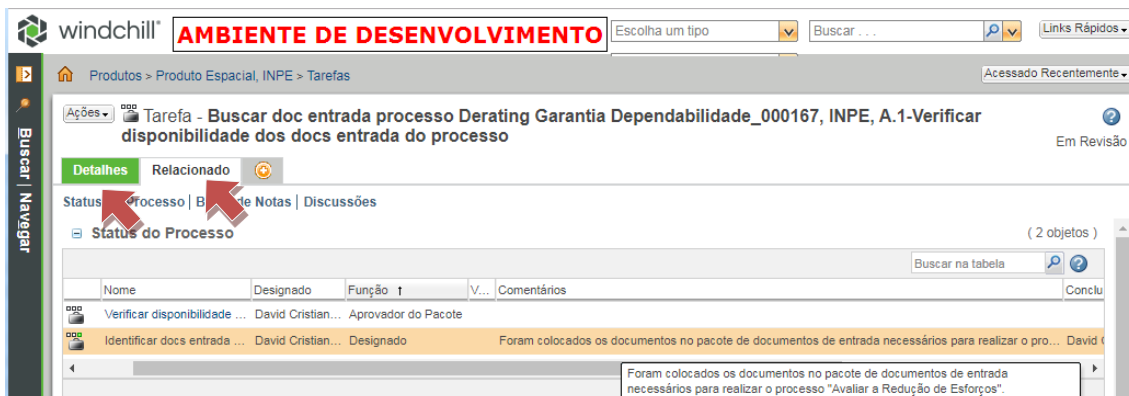 windchill® AMBIENTE DE DESENVOLVIMENTO Escolha um tipo Buscar . . . Links Rápidos
Produtos > Produto Espacial, INPE > Tarefas Acessado Recentemente
Ações Tarefa - Buscar doc entrada processo Derating Garantia Dependabilidade_000167, INPE, A.1-Verificar
disponibilidade dos docs entrada do processo
Em Revisão
Buscar | Navegar
Detalhes Relacionado
Status Processo | B de Notas | Discussões
Status do Processo ( 2 objetos )
Buscar na tabela
Nome Designado Função ↑ V... Comentários Conclu
Verificar disponibilidade ... David Cristian... Aprovador do Pacote
Identificar docs entrada ... David Cristian... Designado Foram colocados os documentos no pacote de documentos de entrada necessários para realizar o pro... David
Foram colocados os documentos no pacote de documentos de entrada
necessários para realizar o processo "Avaliar a Redução de Esforços".